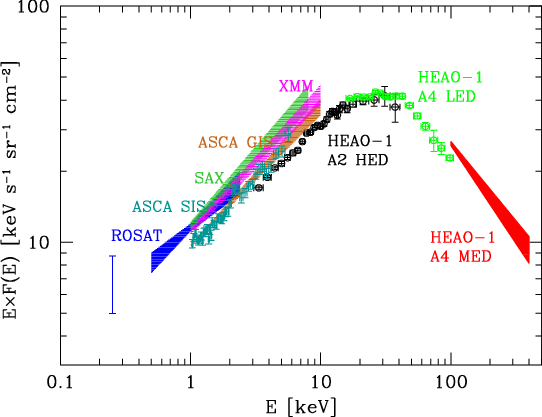 100
XMM
HEAO−1
A4 LED
ASCA GIS
HEAO−1
A2 HED
SAX
ASCA SIS
ROSAT
HEAO−1
A4 MED
10
E×F(E) [keV s⁻¹ sr⁻¹ cm⁻²]
0.1 1 10 100
E [keV]